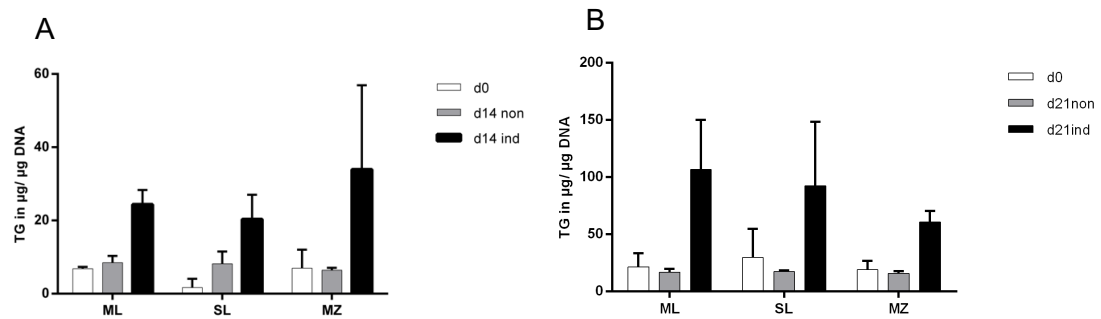 A
TG in µg/ µg DNA
60
40
20
0
ML
SL
MZ
d0
d14 non
d14 ind
B
TG in µg/ µg DNA
200
150
100
50
0
ML
SL
MZ
d0
d21non
d21ind